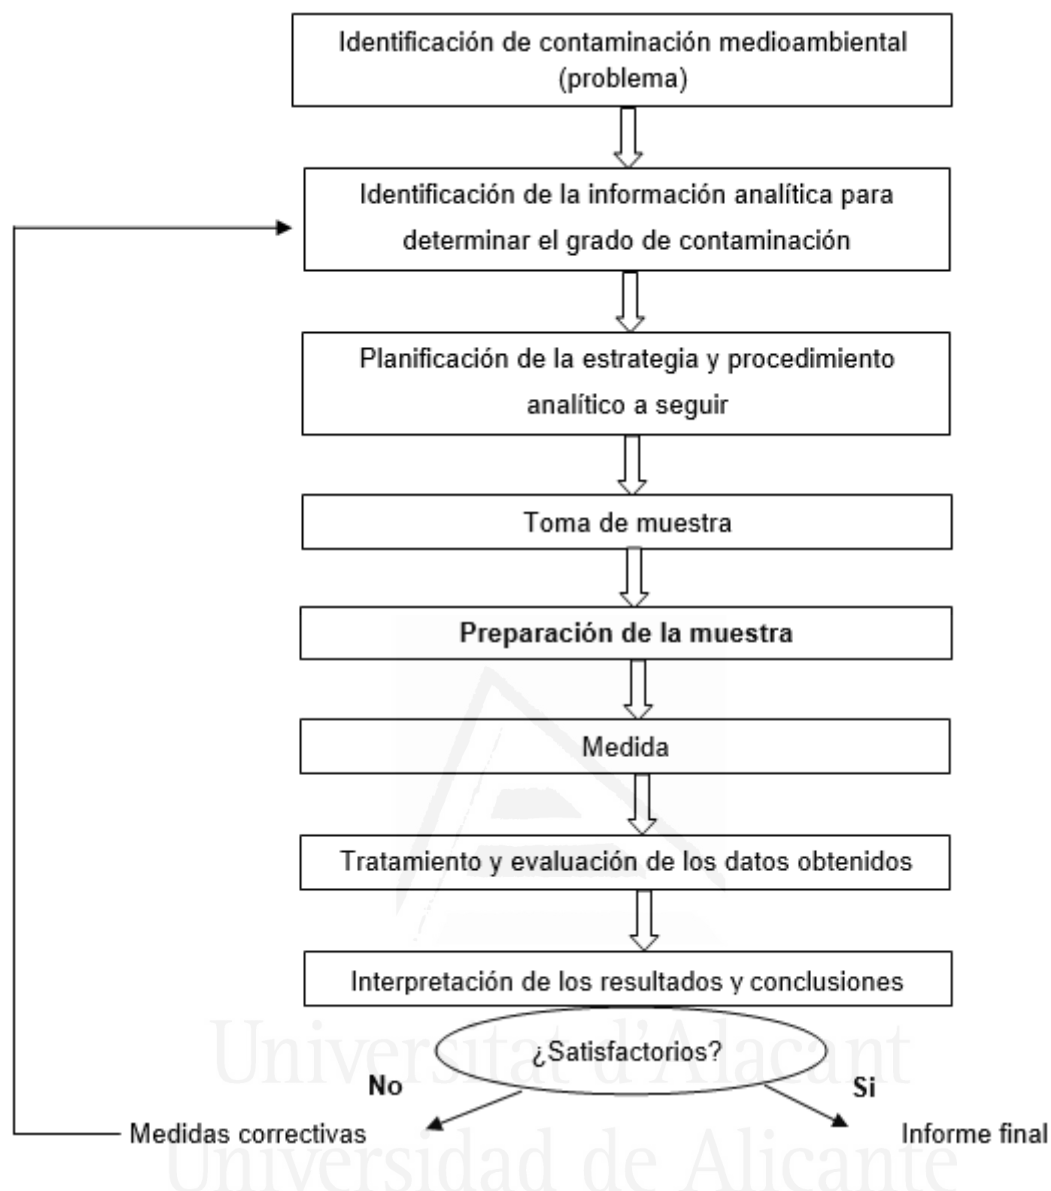 Identificación de contaminación medioambiental
(problema)
Identificación de la información analítica para
determinar el grado de contaminación
Planificación de la estrategia y procedimiento
analítico a seguir
Toma de muestra
Preparación de la muestra
Medida
Tratamiento y evaluación de los datos obtenidos
Interpretación de los resultados y conclusiones
¿Satisfactorios?
Universitat d'Alacant
No
Si
Medidas correctivas
Informe final
Universidad de Alicante